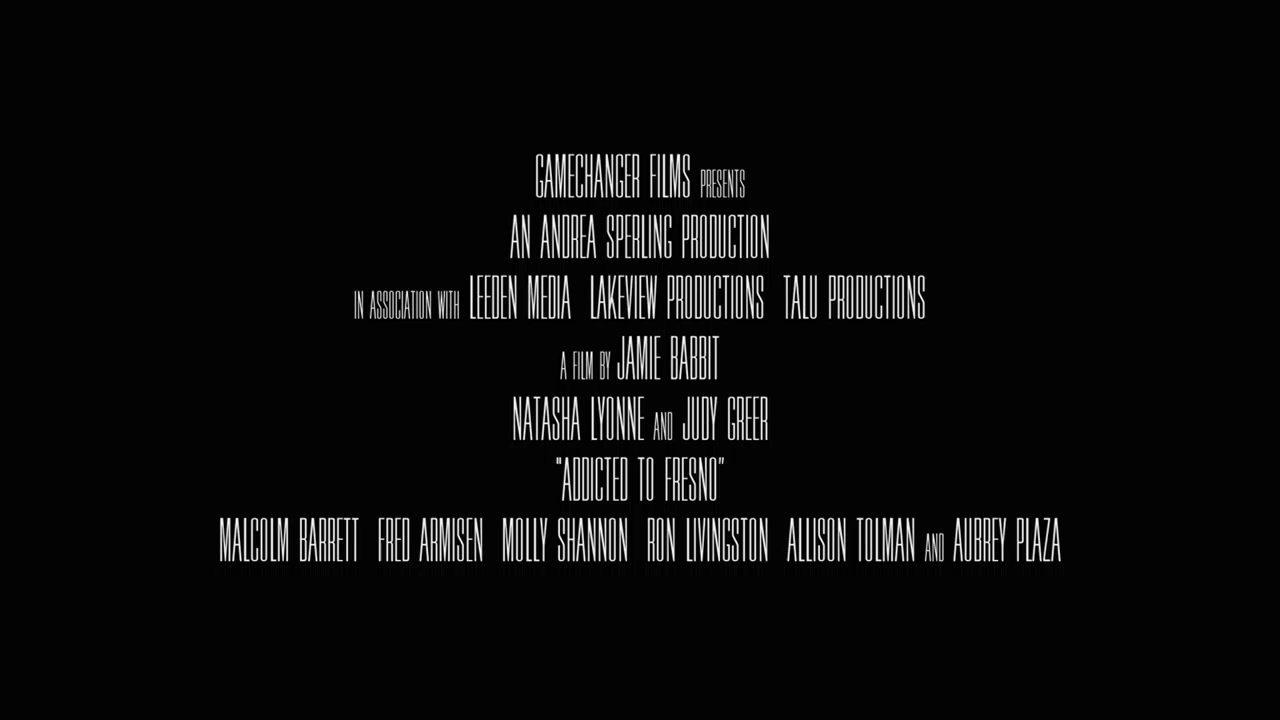 GAMECHANGER FILMS PRESENTS
AN ANDREA SPERLING PRODUCTION
IN ASSOCIATION WITH LEEDEN MEDIA LAKEVIEW PRODUCTIONS TALU PRODUCTIONS
A FILM BY JAMIE BABBIT
NATASHA LYONNE AND JUDY GREER
"ADDICTED TO FRESNO"
MALCOLM BARRETT FRED ARMISEN MOLLY SHANNON RON LIVINGSTON ALLISON TOLMAN AND AUBREY PLAZA